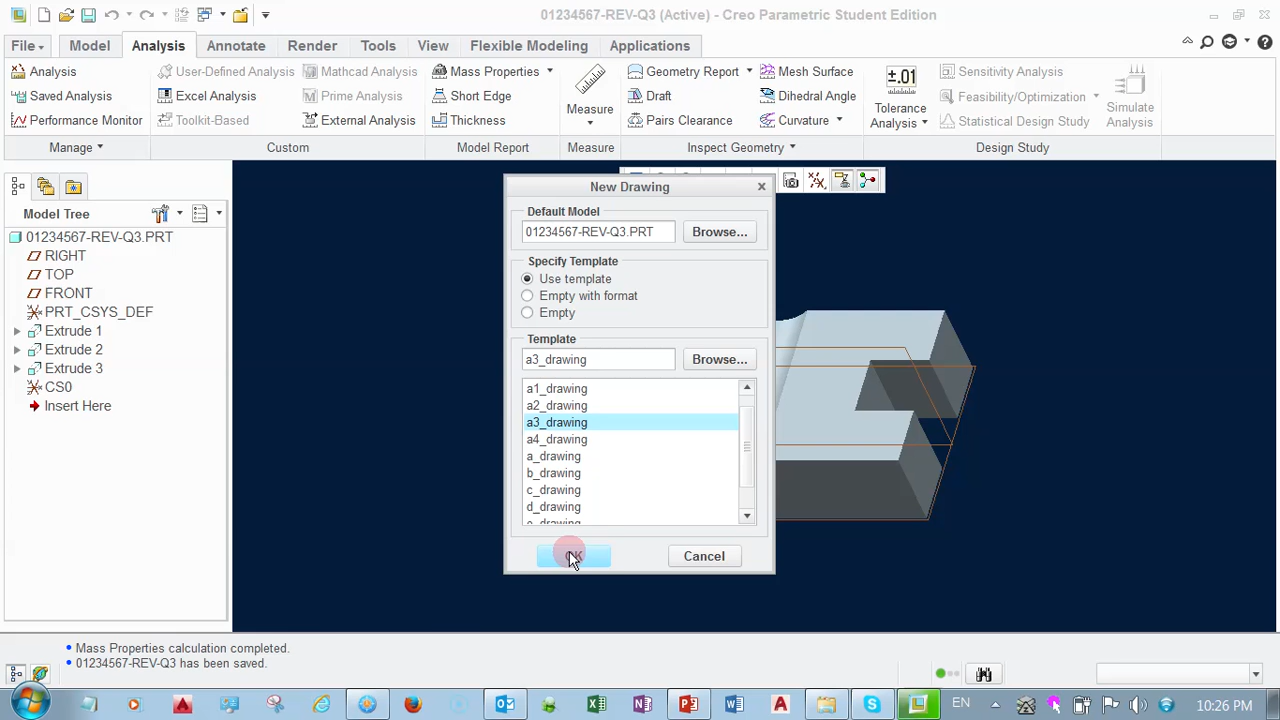 01234567-REV-Q3 (Active) - Creo Parametric Student Edition
File Model Analysis Annotate Render Tools View Flexible Modeling Applications
Analysis User-Defined Analysis Mathcad Analysis Mass Properties Geometry Report Mesh Surface Sensitivity Analysis
Saved Analysis Excel Analysis Prime Analysis Short Edge Measure Draft Dihedral Angle ±.01 Tolerance Analysis Feasibility/Optimization Simulate Analysis
Performance Monitor Toolkit-Based External Analysis Thickness Pairs Clearance Curvature Statistical Design Study
Manage Custom Model Report Measure Inspect Geometry Design Study
Model Tree
01234567-REV-Q3.PRT
RIGHT
TOP
FRONT
PRT_CSYS_DEF
Extrude 1
Extrude 2
Extrude 3
CS0
Insert Here
New Drawing
Default Model
01234567-REV-Q3.PRT Browse...
Specify Template
Use template
Empty with format
Empty
Template
a3_drawing Browse...
a1_drawing
a2_drawing
a3_drawing
a4_drawing
a_drawing
b_drawing
c_drawing
d_drawing
e_drawing
OK Cancel
Mass Properties calculation completed.
01234567-REV-Q3 has been saved.
EN 10:26 PM